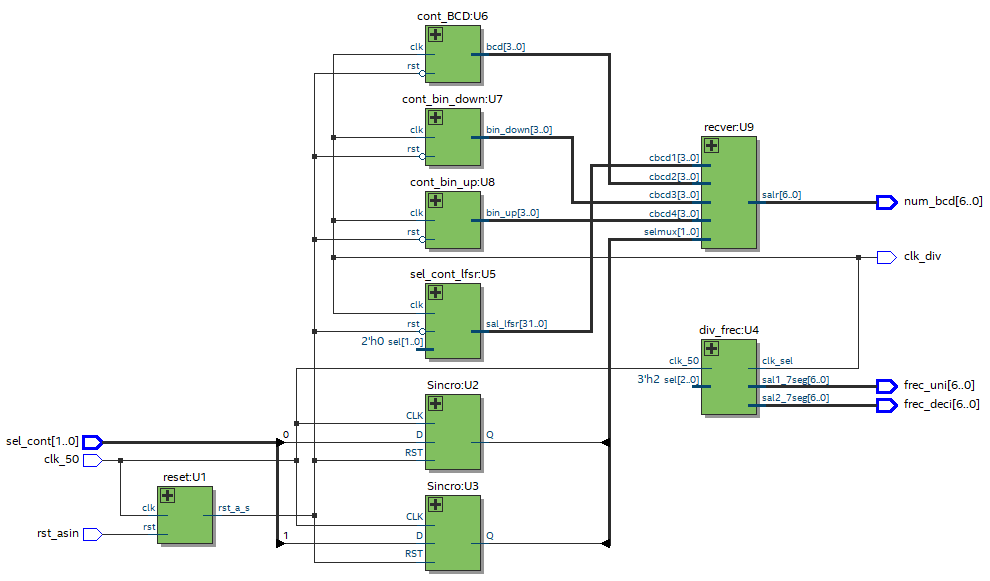 cont_BCD:U6
clk
rst
bcd[3..0]
cont_bin_down:U7
clk
rst
bin_down[3..0]
cont_bin_up:U8
clk
rst
bin_up[3..0]
sel_cont_lfsr:U5
clk
rst
2'h0 sel[1..0]
sal_lfsr[31..0]
recver:U9
cbcd1[3..0]
cbcd2[3..0]
cbcd3[3..0]
cbcd4[3..0]
selmux[1..0]
salr[6..0]
num_bcd[6..0]
clk_div
div_frec:U4
clk_50
3'h2 sel[2..0]
clk_sel
sal1_7seg[6..0]
sal2_7seg[6..0]
frec_uni[6..0]
frec_deci[6..0]
Sincro:U2
CLK
D
RST
Q
sel_cont[1..0]
0
clk_50
reset:U1
clk
rst
rst_a_s
rst_asin
1
Sincro:U3
CLK
D
RST
Q